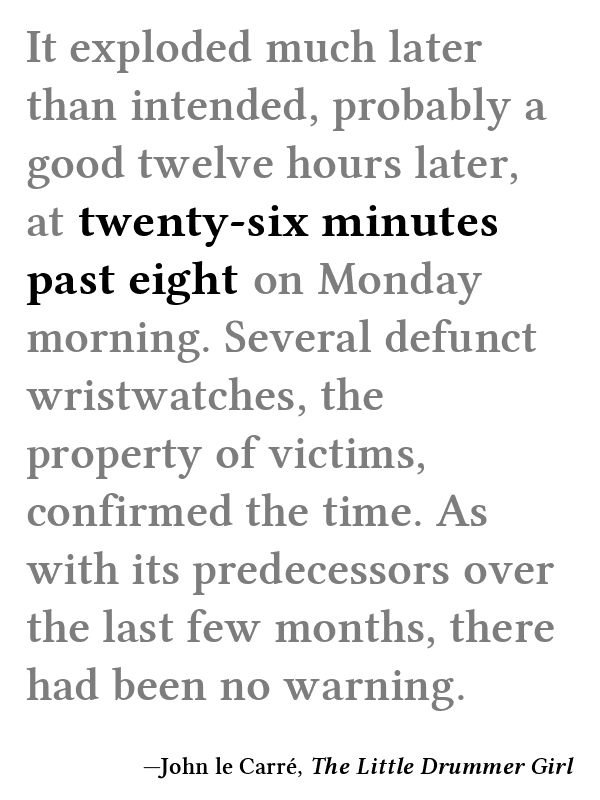 It exploded much later
than intended, probably a
good twelve hours later,
at twenty-six minutes
past eight on Monday
morning. Several defunct
wristwatches, the
property of victims,
confirmed the time. As
with its predecessors over
the last few months, there
had been no warning.
—John le Carré, The Little Drummer Girl